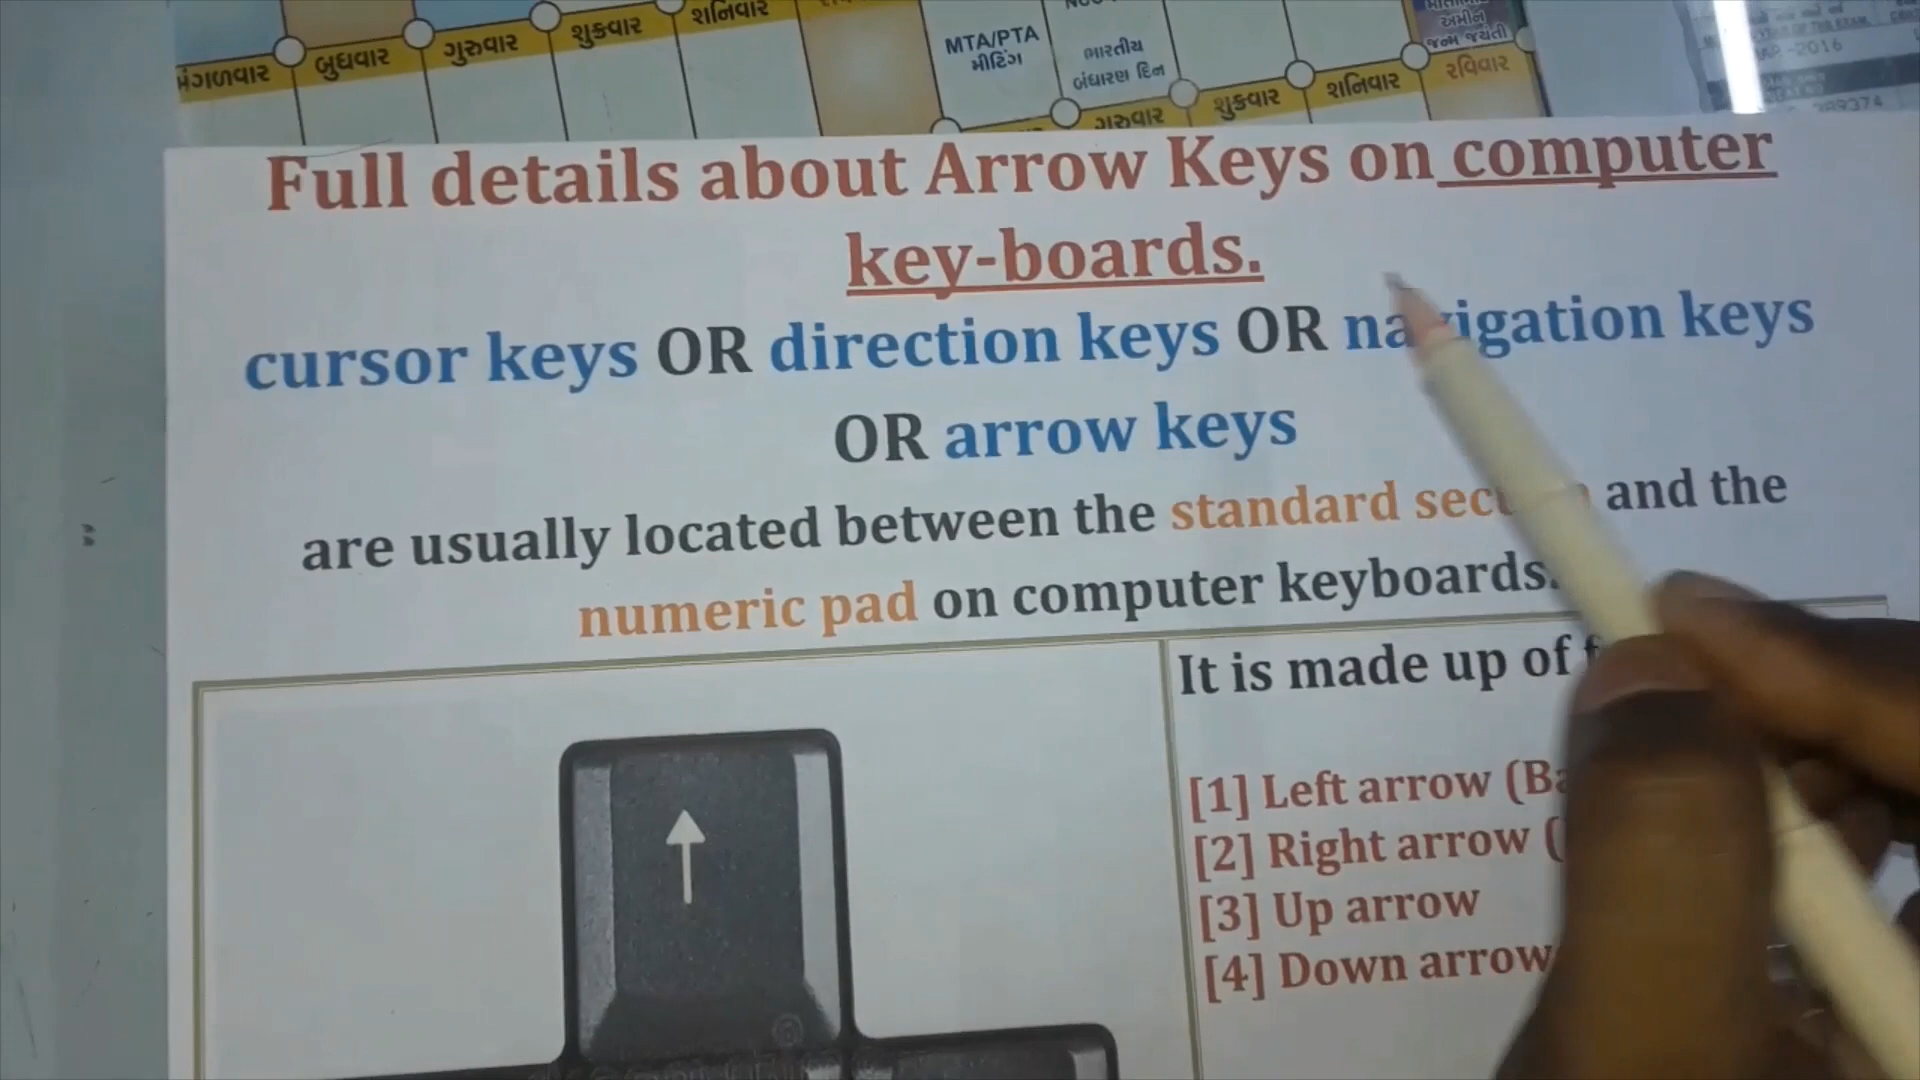 મંગળવાર બુધવાર ગુરુવાર શુક્રવાર શનિવાર
MTA/PTA
મીટિંગ
ભારતીય
બંધારણ દિન
ગુરુવાર શુક્રવાર શનિવાર રવિવાર
જન્મ જયંતી
-2016
289374
Full details about Arrow Keys on computer
key-boards.
cursor keys OR direction keys OR navigation keys
OR arrow keys
are usually located between the standard and the
numeric pad on computer keyboards.
It is made up of
[1] Left arrow
[2] Right arrow (
[3] Up arrow
[4] Down arrow